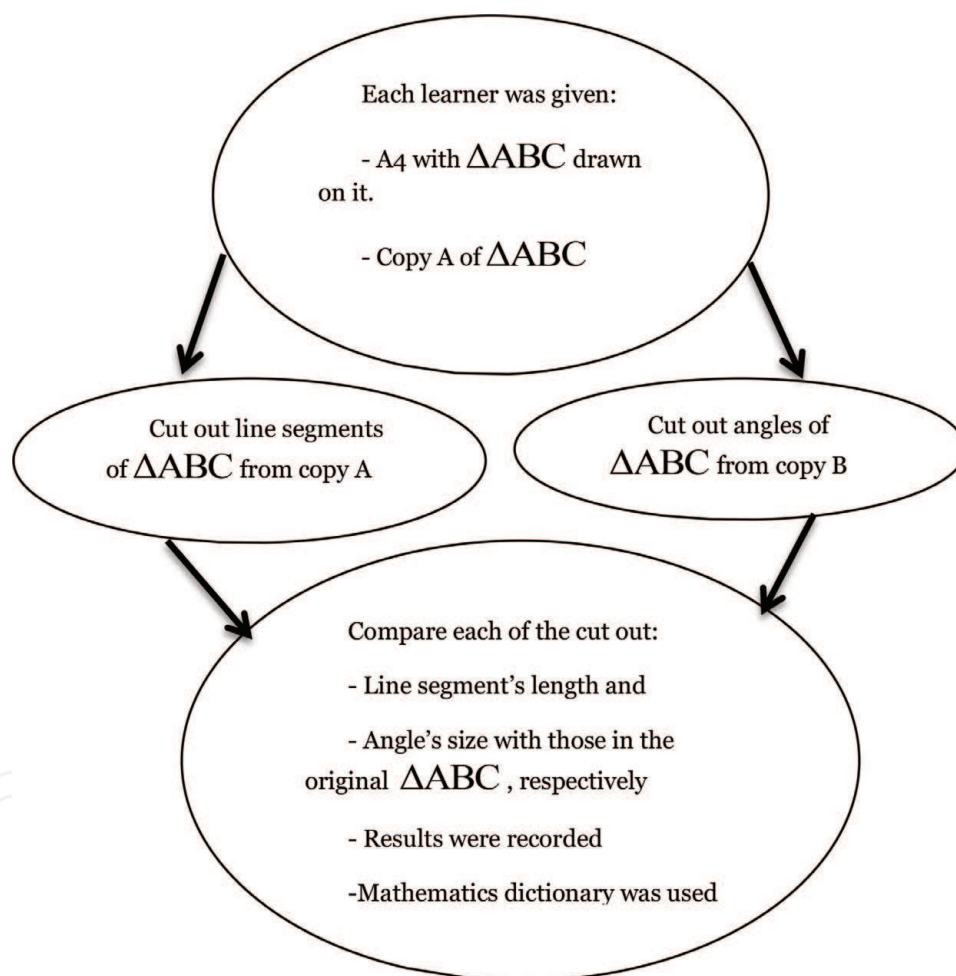 Each learner was given:
- A4 with ΔABC drawn
on it.
- Copy A of ΔABC
Cut out line segments
of ΔABC from copy A
Cut out angles of
ΔABC from copy B
Compare each of the cut out:
- Line segment’s length and
- Angle’s size with those in the
original ΔABC , respectively
- Results were recorded
-Mathematics dictionary was used